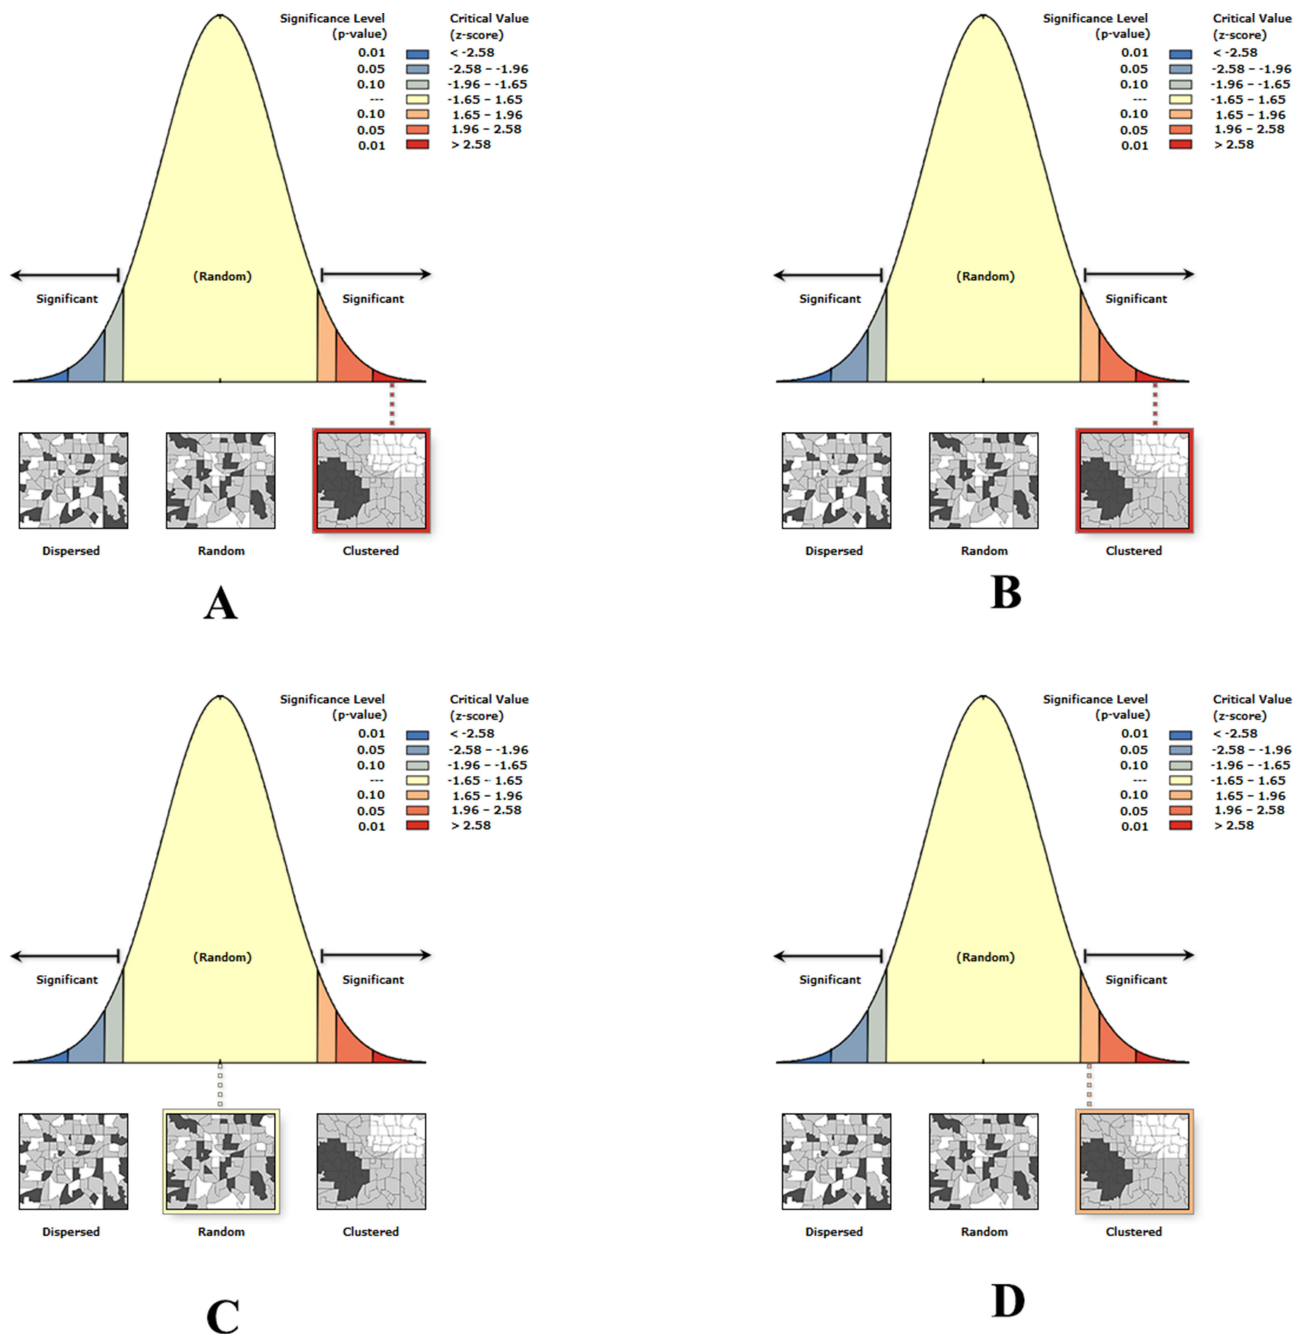 Significance Level Critical Value
(p-value) (z-score)
0.01 < -2.58
0.05 -2.58 – -1.96
0.10 -1.96 – -1.65
--- -1.65 – 1.65
0.10 1.65 – 1.96
0.05 1.96 – 2.58
0.01 > 2.58
(Random)
Significant Significant
Dispersed Random Clustered
A
Significance Level Critical Value
(p-value) (z-score)
0.01 < -2.58
0.05 -2.58 – -1.96
0.10 -1.96 – -1.65
--- -1.65 – 1.65
0.10 1.65 – 1.96
0.05 1.96 – 2.58
0.01 > 2.58
(Random)
Significant Significant
Dispersed Random Clustered
B
Significance Level Critical Value
(p-value) (z-score)
0.01 < -2.58
0.05 -2.58 – -1.96
0.10 -1.96 – -1.65
--- -1.65 – 1.65
0.10 1.65 – 1.96
0.05 1.96 – 2.58
0.01 > 2.58
(Random)
Significant Significant
Dispersed Random Clustered
C
Significance Level Critical Value
(p-value) (z-score)
0.01 < -2.58
0.05 -2.58 – -1.96
0.10 -1.96 – -1.65
--- -1.65 – 1.65
0.10 1.65 – 1.96
0.05 1.96 – 2.58
0.01 > 2.58
(Random)
Significant Significant
Dispersed Random Clustered
D